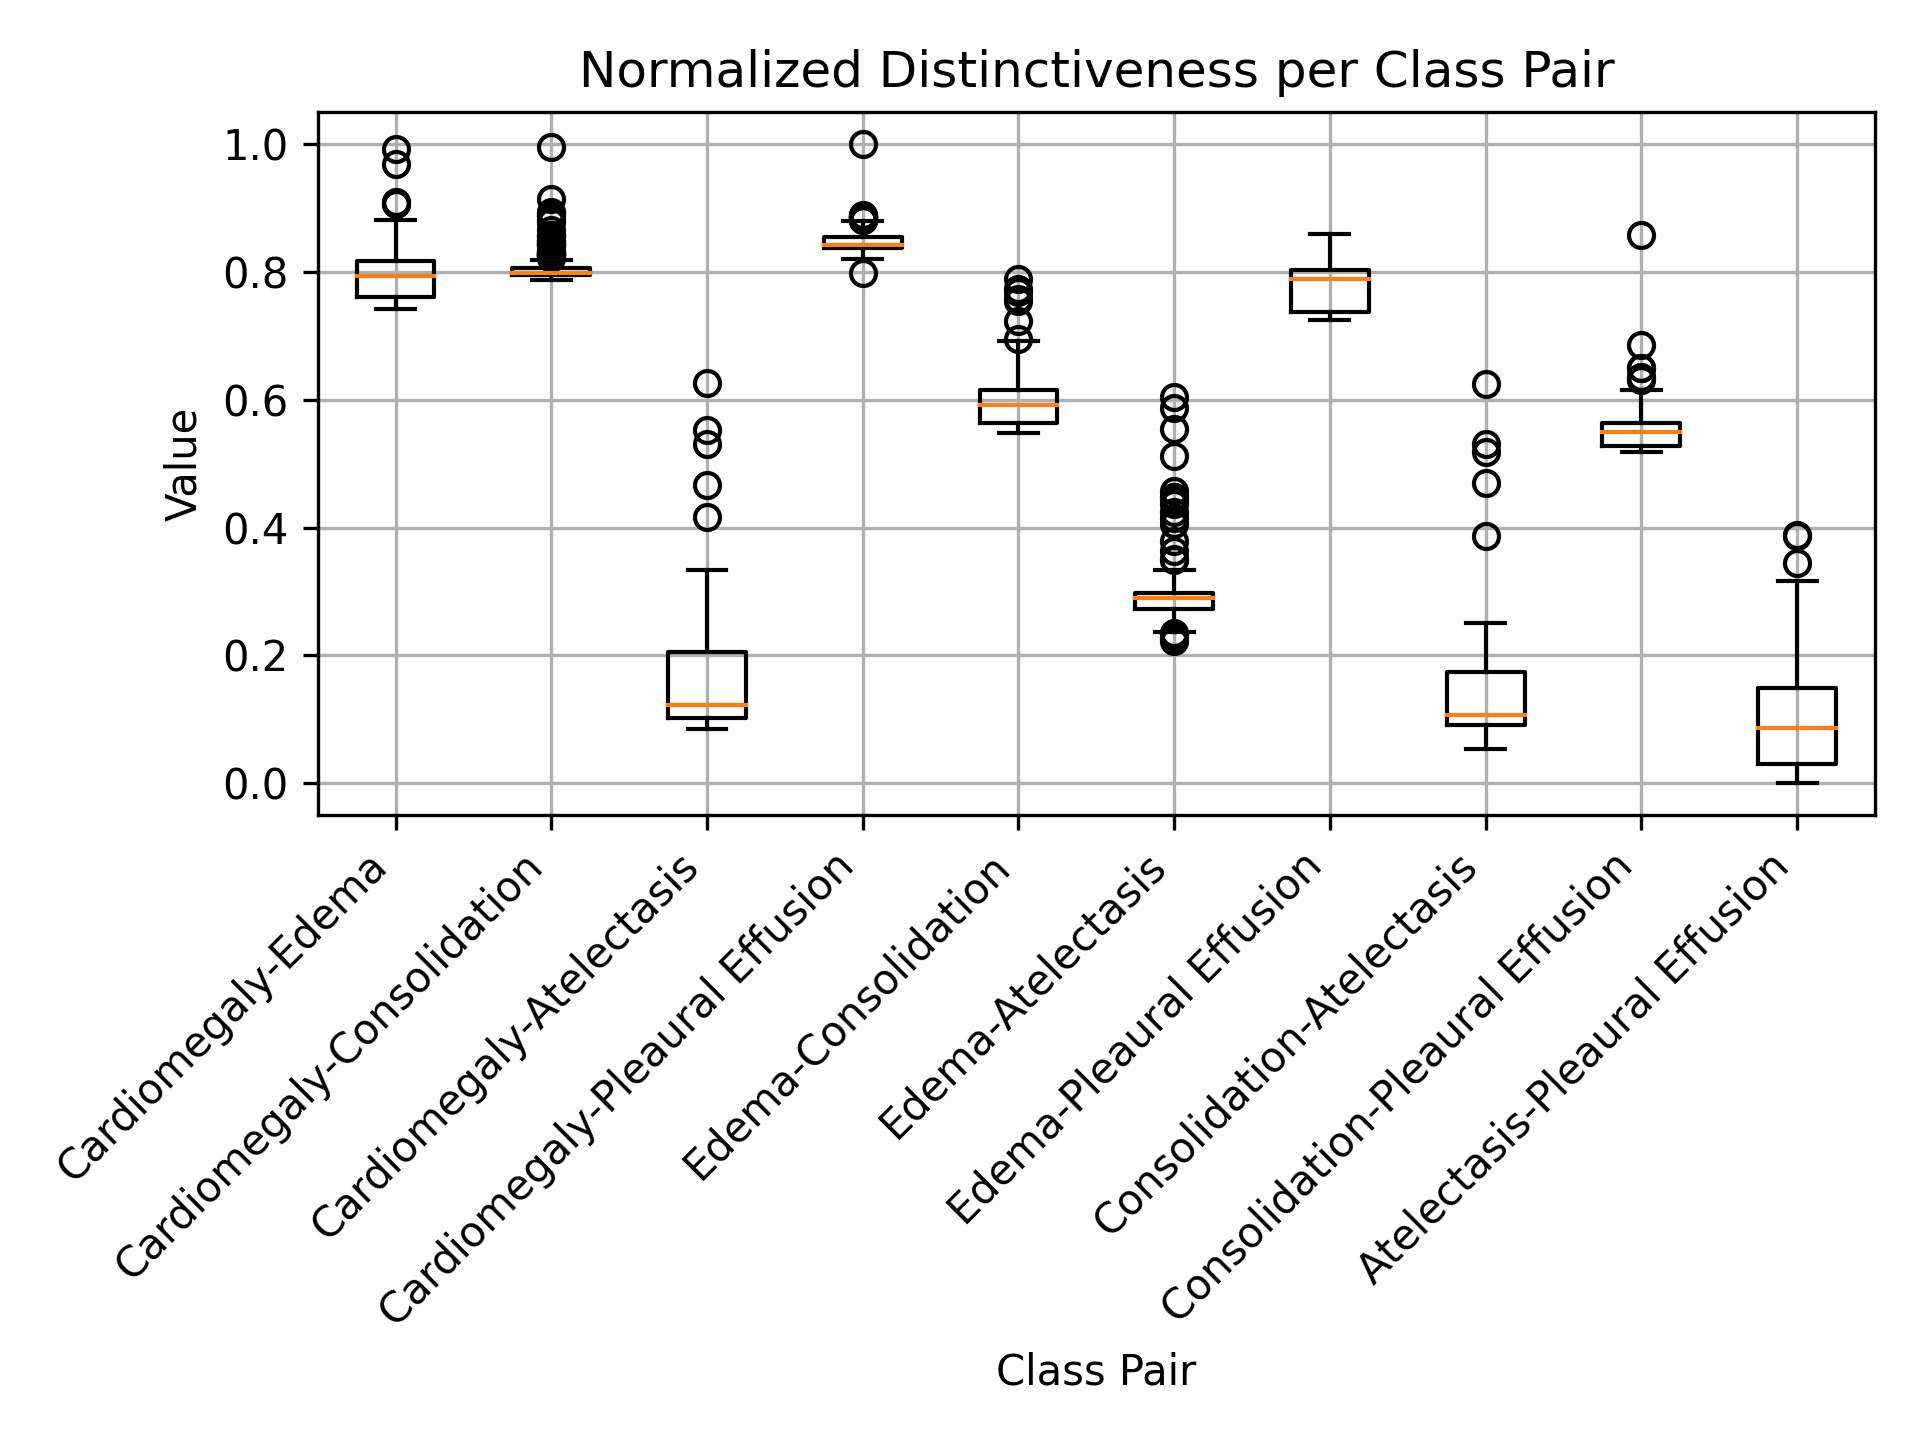 Normalized Distinctiveness per Class Pair
1.0
0.8
0.6
0.4
0.2
0.0
Value
Cardiomegaly-Edema
Cardiomegaly-Consolidation
Cardiomegaly-Atelectasis
Cardiomegaly-Pleaural Effusion
Edema-Consolidation
Edema-Atelectasis
Edema-Pleaural Effusion
Consolidation-Atelectasis
Consolidation-Pleaural Effusion
Atelectasis-Pleaural Effusion
Class Pair